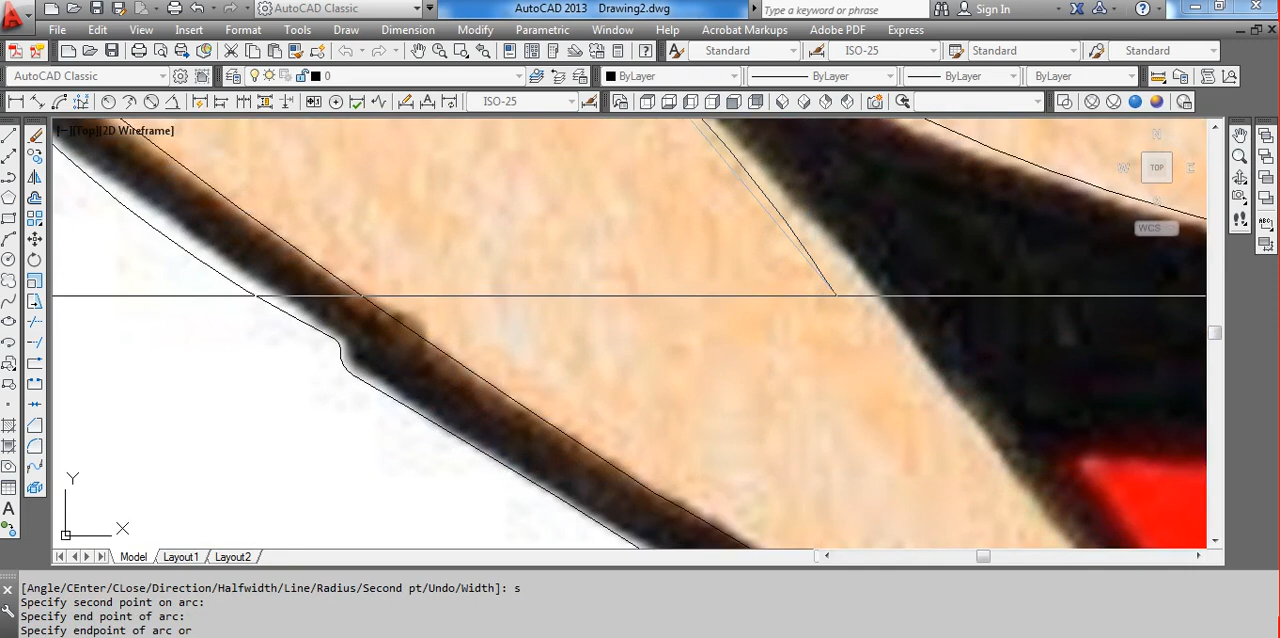 AutoCAD Classic
AutoCAD 2013 Drawing2.dwg
Type a keyword or phrase
Sign In
File Edit View Insert Format Tools Draw Dimension Modify Parametric Window Help Acrobat Markups Adobe PDF Express
Standard ISO-25 Standard Standard
AutoCAD Classic 0 ByLayer ByLayer ByLayer ByLayer
ISO-25
[−][Top][2D Wireframe]
N
W TOP E
WCS
ABC
A
Y
X
Model Layout1 Layout2
[Angle/CEnter/CLose/Direction/Halfwidth/Line/Radius/Second pt/Undo/Width]: s
Specify second point on arc:
Specify end point of arc:
Specify endpoint of arc or